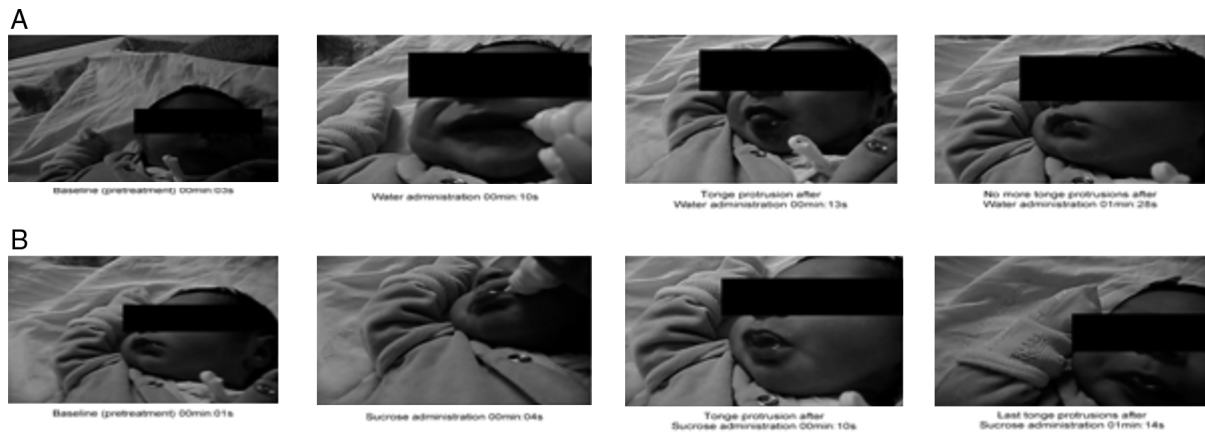 A
Baseline (pretreatment) 00min:03s
Water administration 00min:10s
Tonge protrusion after
Water administration 00min:13s
No more tonge protrusions after
Water administration 01min:28s
B
Baseline (pretreatment) 00min:01s
Sucrose administration 00min:04s
Tonge protrusion after
Sucrose administration 00min:10s
Last tonge protrusions after
Sucrose administration 01min:14s